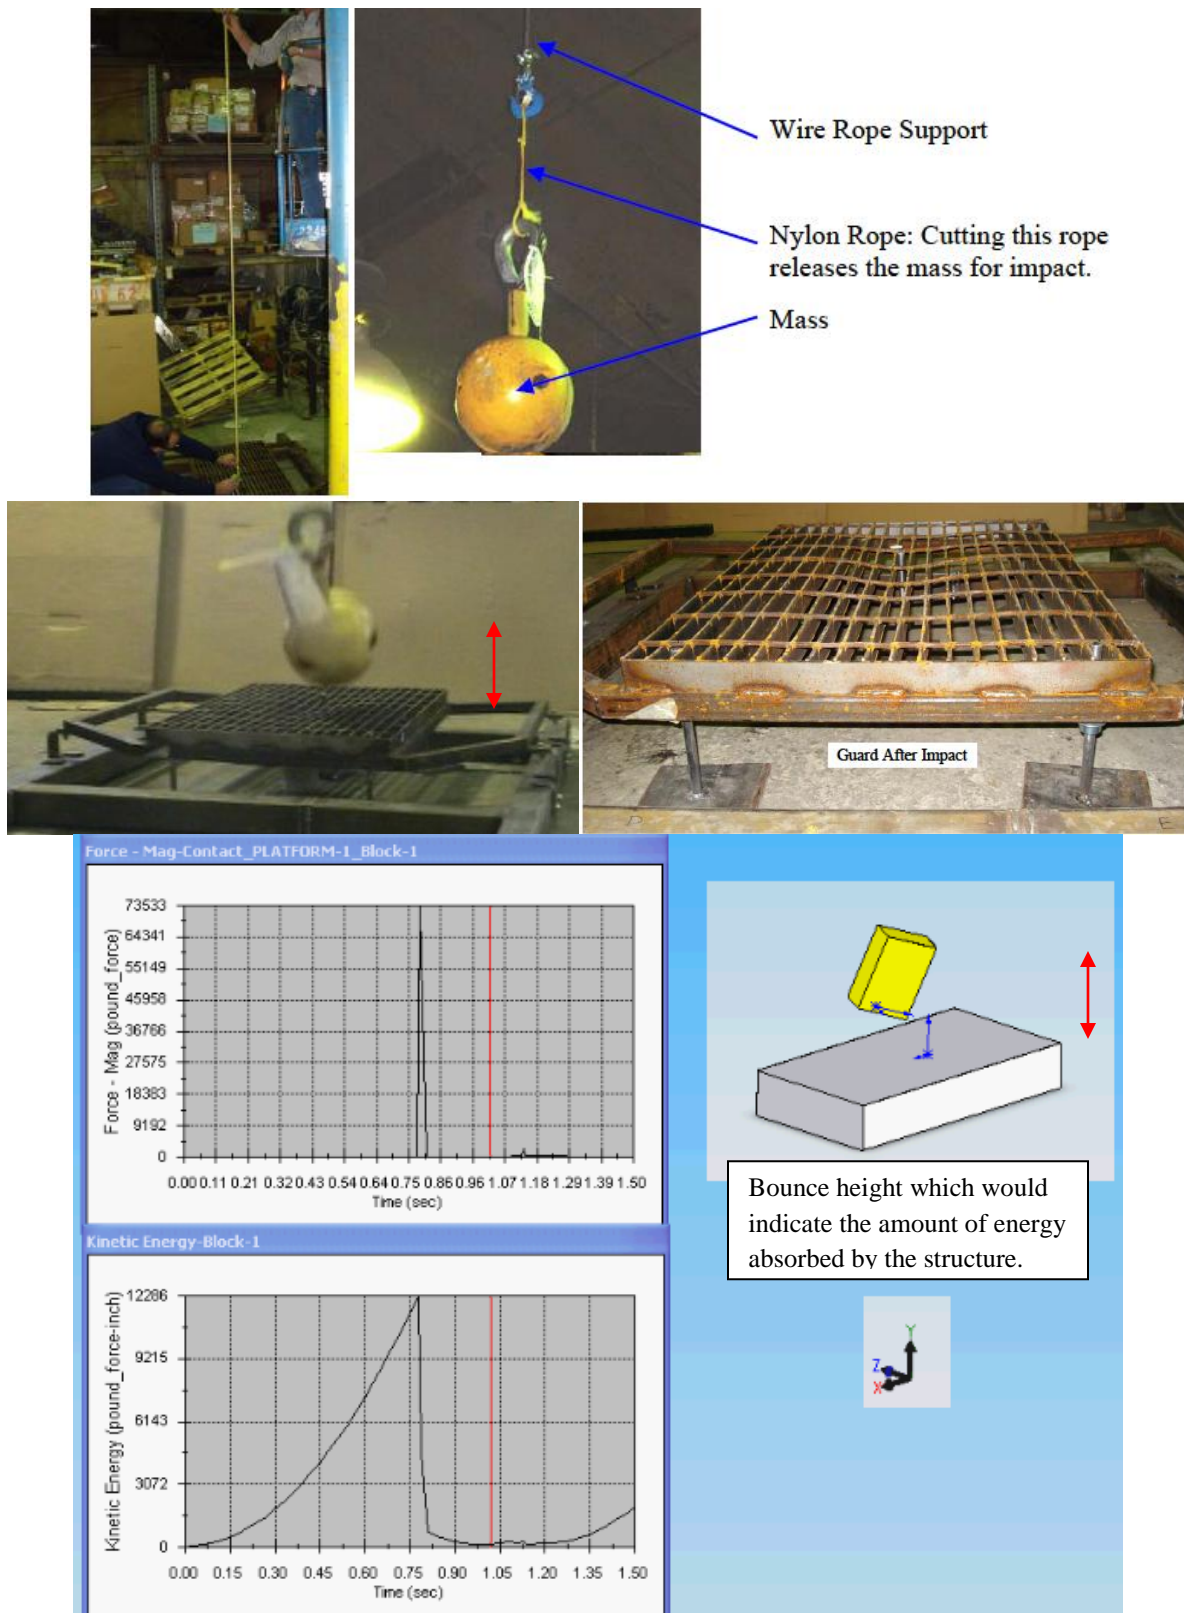 Wire Rope Support
Nylon Rope: Cutting this rope
releases the mass for impact.
Mass
Guard After Impact
D
E
Force - Mag-Contact_PLATFORM-1_Block-1
Force - Mag (pound_force)
73533
64341
55149
45958
36766
27575
18383
9192
0
0.00 0.11 0.21 0.32 0.43 0.54 0.64 0.75 0.86 0.96 1.07 1.18 1.29 1.39 1.50
Time (sec)
Bounce height which would
indicate the amount of energy
absorbed by the structure.
Kinetic Energy-Block-1
Kinetic Energy (pound_force-inch)
12286
9215
6143
3072
0
0.00 0.15 0.30 0.45 0.60 0.75 0.90 1.05 1.20 1.35 1.50
Time (sec)
Y
Z
X